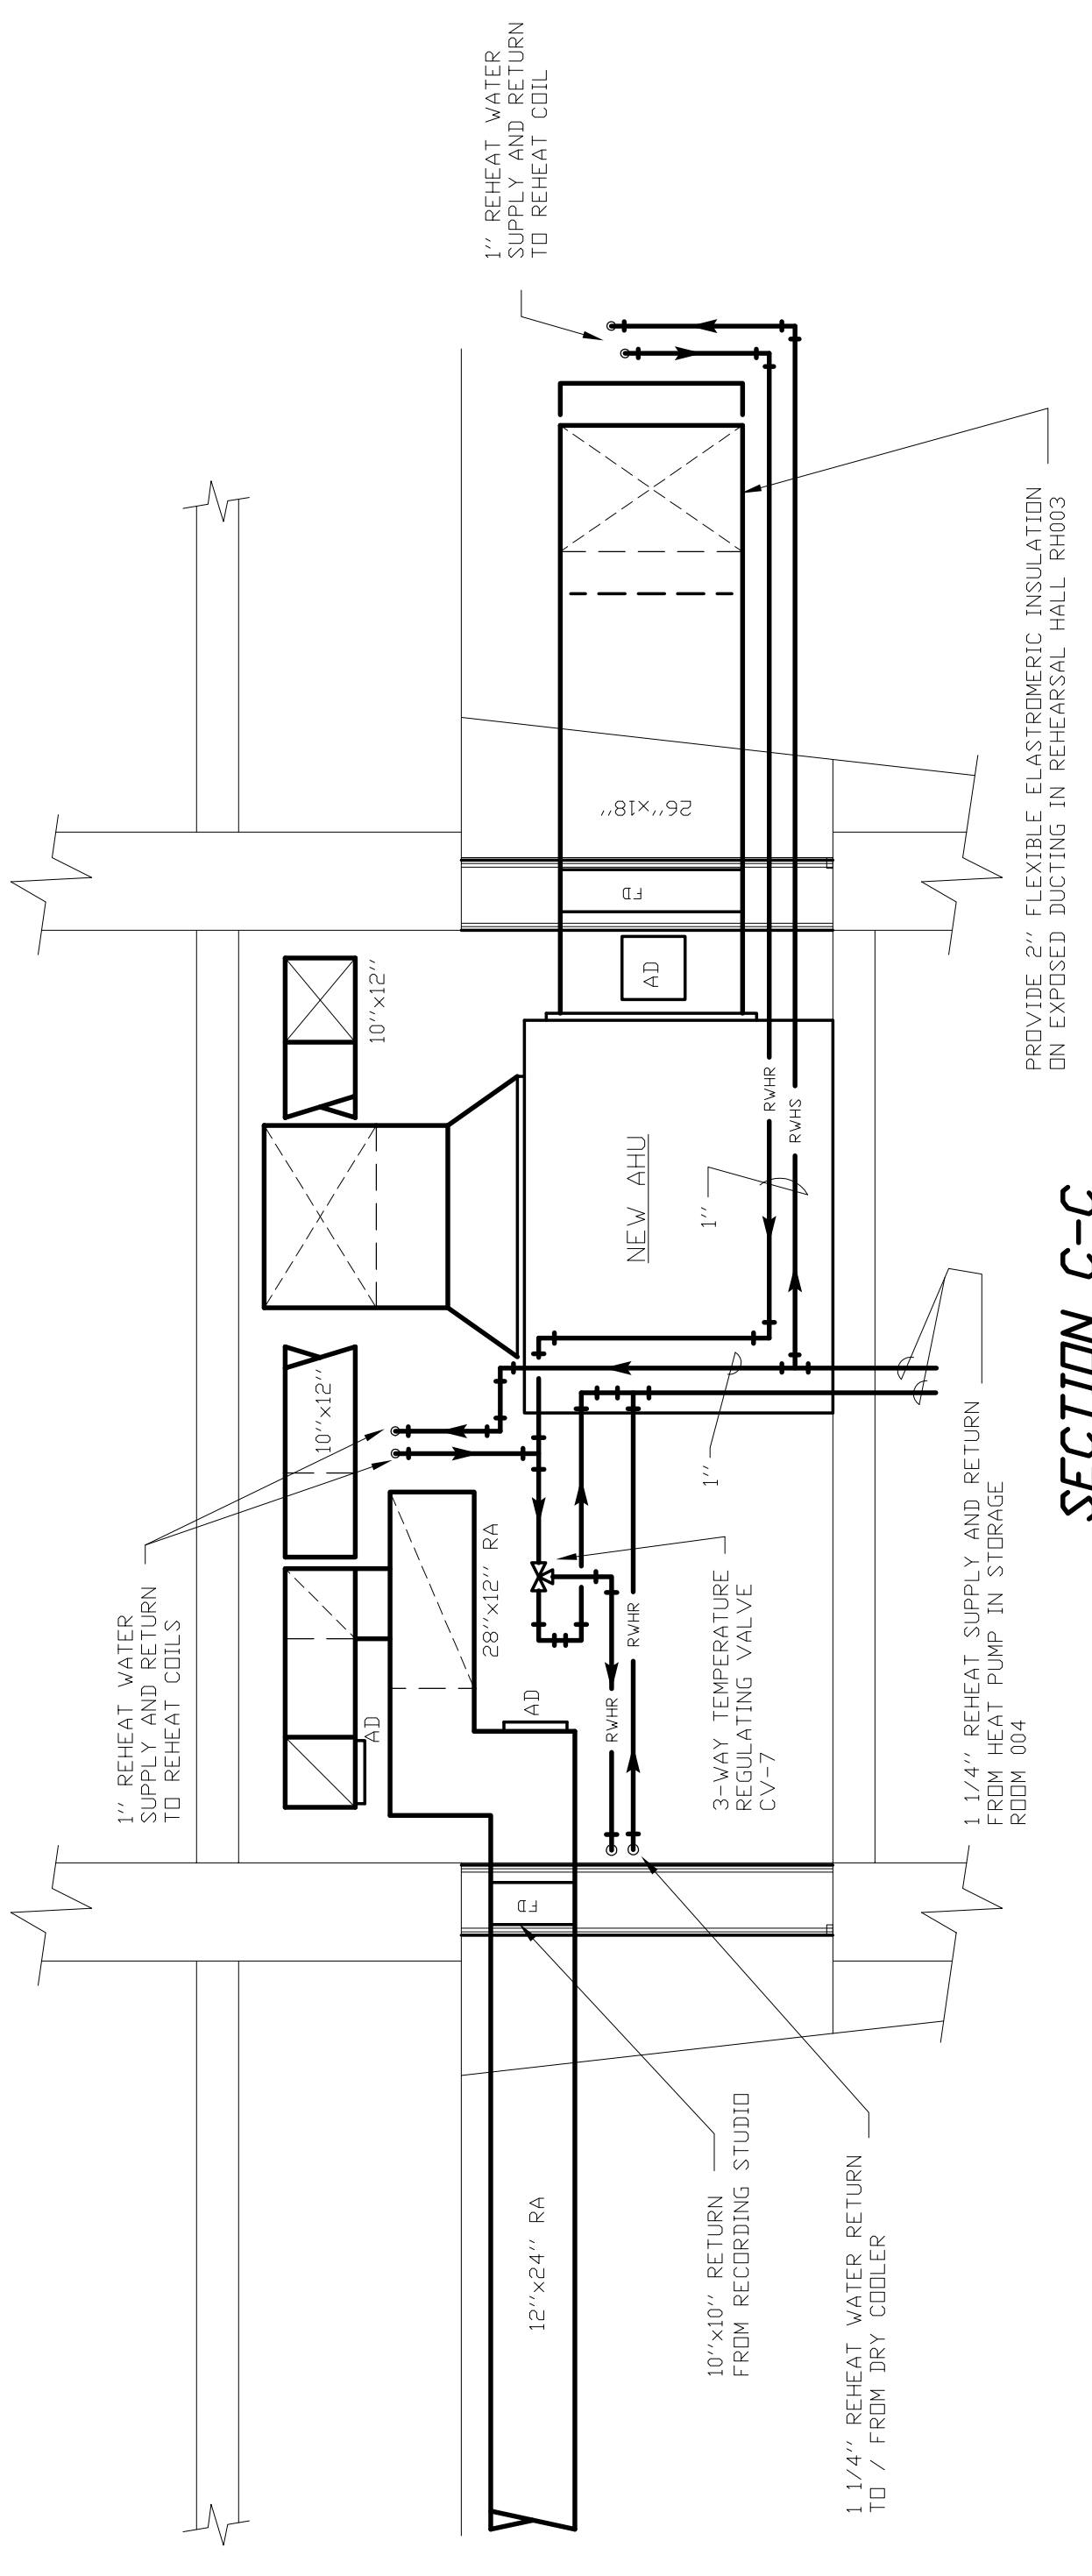 1" REHEAT WATER
SUPPLY AND RETURN
TO REHEAT COILS
10"x12"
10"x12"
1" REHEAT WATER
SUPPLY AND RETURN
TO REHEAT COIL
AD
28"x12" RA
AD
12"x24" RA
FD
NEW AHU
AD
FD
26"x18"
RWHR
RWHR
1"
1"
RWHR
RWHS
10"x10" RETURN
FROM RECORDING STUDIO
3-WAY TEMPERATURE
REGULATING VALVE
CV-7
1 1/4" REHEAT WATER RETURN
TO / FROM DRY COOLER
1 1/4" REHEAT SUPPLY AND RETURN
FROM HEAT PUMP IN STORAGE
ROOM 004
PROVIDE 2" FLEXIBLE ELASTROMERIC INSULATION
ON EXPOSED DUCTING IN REHEARSAL HALL RH003
SECTION C-C